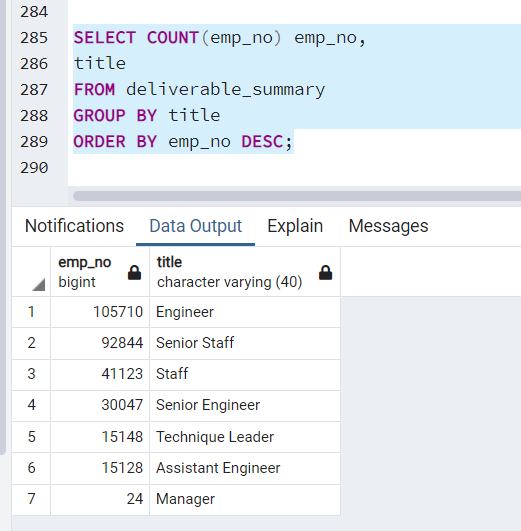 284
285 SELECT COUNT(emp_no) emp_no,
286 title
287 FROM deliverable_summary
288 GROUP BY title
289 ORDER BY emp_no DESC;
290
Notifications Data Output Explain Messages
emp_no title
bigint character varying (40)
1 105710 Engineer
2 92844 Senior Staff
3 41123 Staff
4 30047 Senior Engineer
5 15148 Technique Leader
6 15128 Assistant Engineer
7 24 Manager